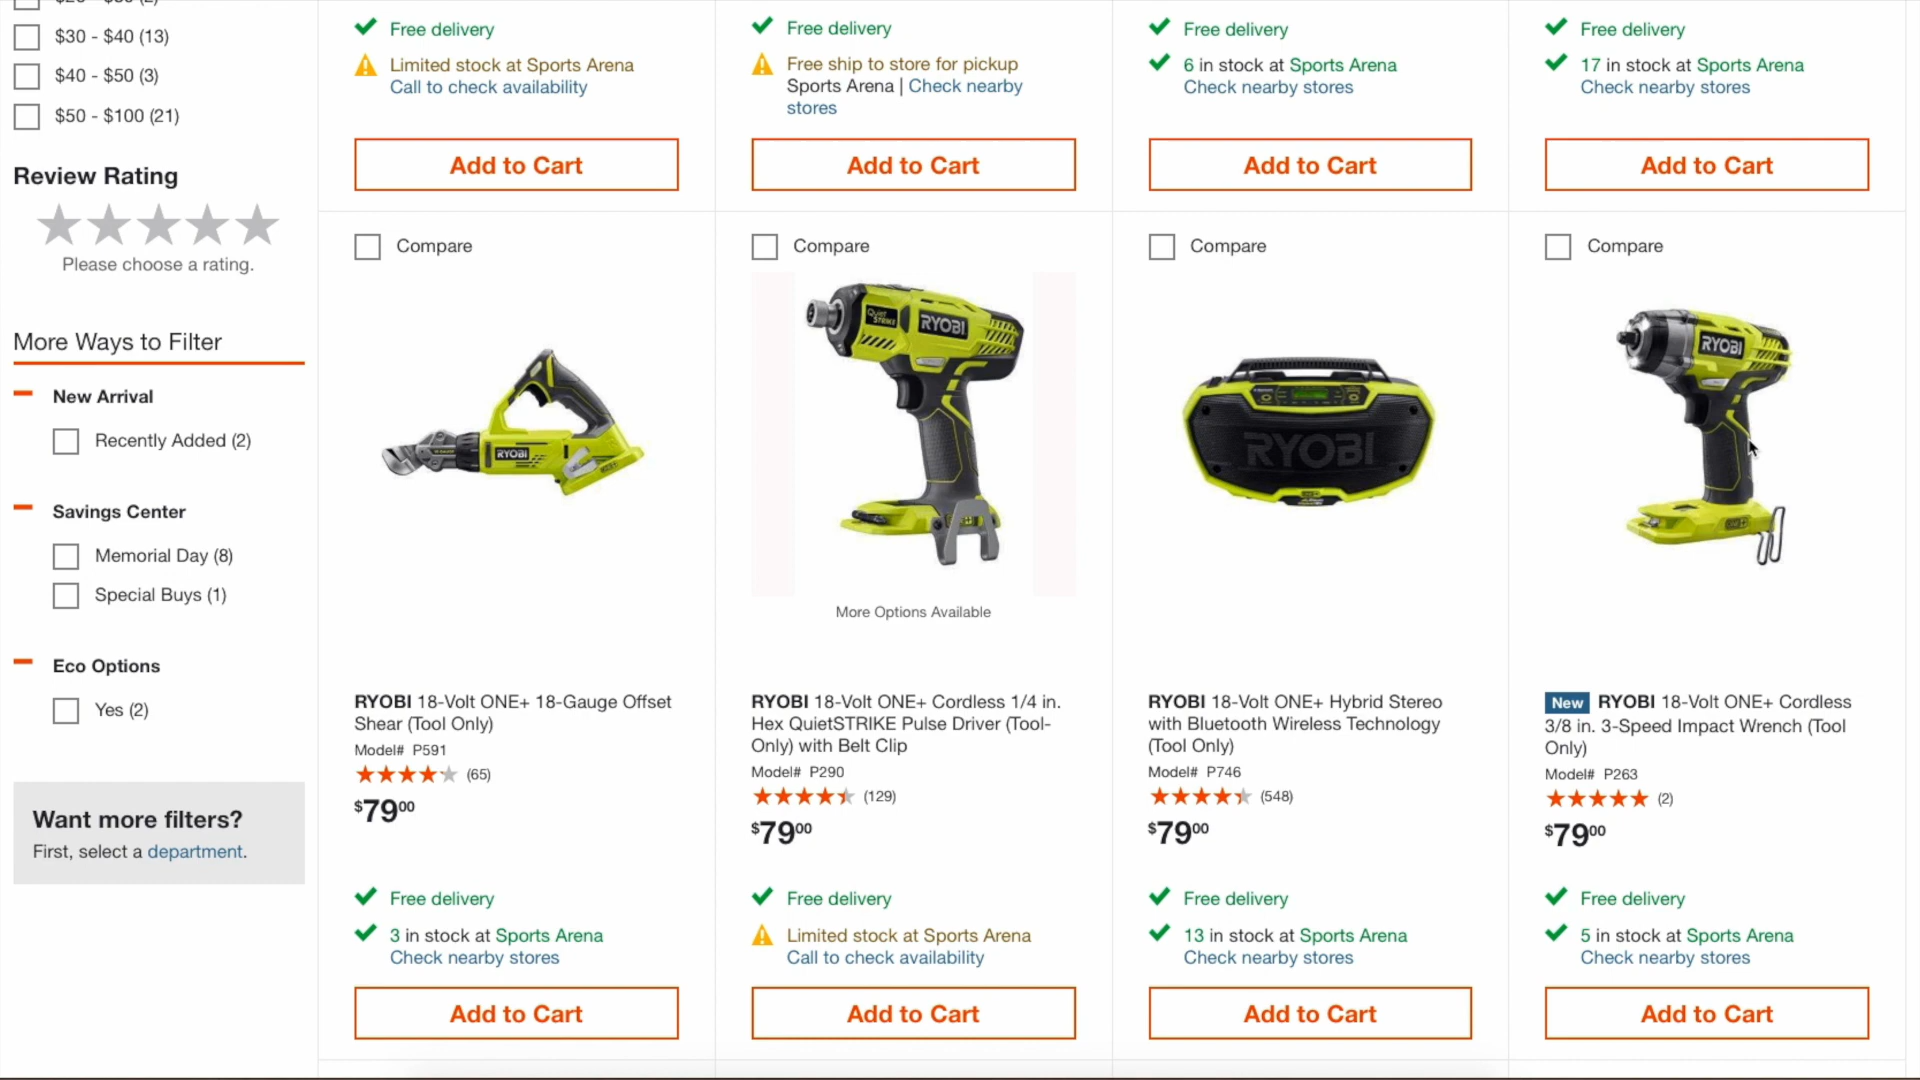 $30 - $40 (13)
$40 - $50 (3)
$50 - $100 (21)
Review Rating
Please choose a rating.
More Ways to Filter
New Arrival
Recently Added (2)
Savings Center
Memorial Day (8)
Special Buys (1)
Eco Options
Yes (2)
Want more filters?
First, select a department.
Free delivery
Limited stock at Sports Arena
Call to check availability
Add to Cart
Free delivery
Free ship to store for pickup
Sports Arena | Check nearby
stores
Add to Cart
Free delivery
6 in stock at Sports Arena
Check nearby stores
Add to Cart
Free delivery
17 in stock at Sports Arena
Check nearby stores
Add to Cart
Compare
RYOBI
RYOBI 18-Volt ONE+ 18-Gauge Offset
Shear (Tool Only)
Model# P591
(65)
$7900
Free delivery
3 in stock at Sports Arena
Check nearby stores
Add to Cart
Compare
Quiet
STRIKE
RYOBI
More Options Available
RYOBI 18-Volt ONE+ Cordless 1/4 in.
Hex QuietSTRIKE Pulse Driver (Tool-
Only) with Belt Clip
Model# P290
(129)
$7900
Free delivery
Limited stock at Sports Arena
Call to check availability
Add to Cart
Compare
RYOBI
RYOBI 18-Volt ONE+ Hybrid Stereo
with Bluetooth Wireless Technology
(Tool Only)
Model# P746
(548)
$7900
Free delivery
13 in stock at Sports Arena
Check nearby stores
Add to Cart
Compare
RYOBI
New RYOBI 18-Volt ONE+ Cordless
3/8 in. 3-Speed Impact Wrench (Tool
Only)
Model# P263
(2)
$7900
Free delivery
5 in stock at Sports Arena
Check nearby stores
Add to Cart